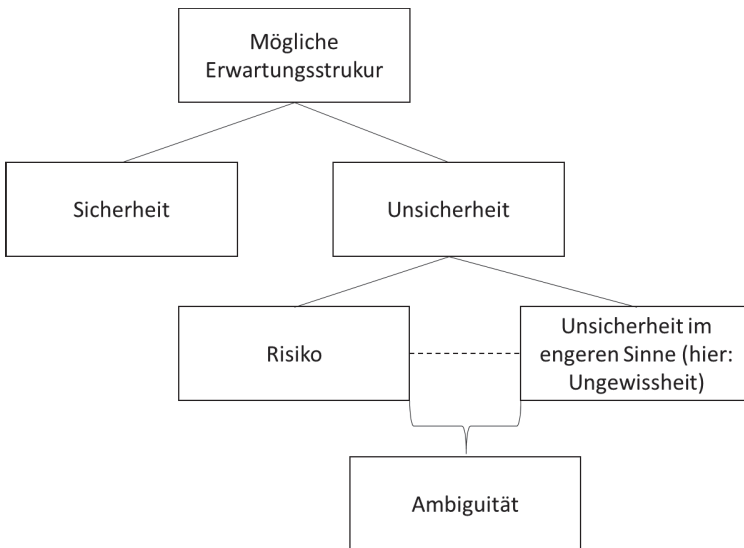 Mögliche
Erwartungsstrukur
Sicherheit
Unsicherheit
Risiko
Unsicherheit im
engeren Sinne (hier:
Ungewissheit)
Ambiguität